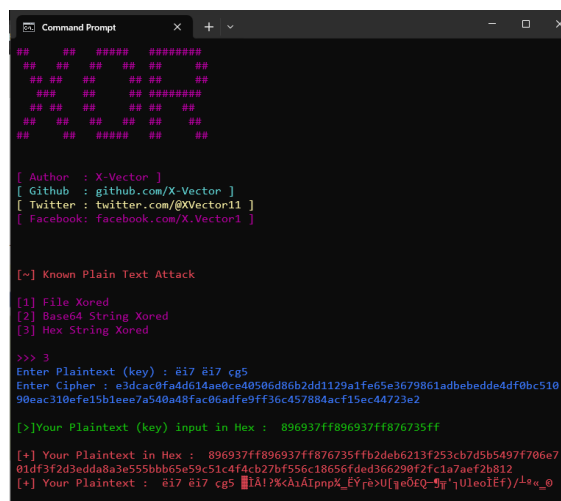 Command Prompt
##     ##   #####   ########
##   ##   ##   ##  ##     ##
## ##   ##     ## ##     ##
###    ##     ## ########
## ##   ##     ## ##   ##
##   ##   ##   ##  ##    ##
##     ##   #####   ##     ##
[ Author  : X-Vector ]
[ Github  : github.com/X-Vector ]
[ Twitter : twitter.com/@XVector11 ]
[ Facebook: facebook.com/X.Vector1 ]
[~] Known Plain Text Attack
[1] File Xored
[2] Base64 String Xored
[3] Hex String Xored
>>> 3
Enter Plaintext (key) : ëi7 ëi7 çg5
Enter Cipher : e3dcac0fa4d614ae0ce40506d86b2dd1129a1fe65e3679861adbebedde4df0bc510
90eac310efe15b1eee7a540a48fac06adfe9ff36c457884acf15ec44723e2
[>]Your Plaintext (key) input in Hex :  896937ff896937ff876735ff
[+] Your Plaintext in Hex :  896937ff896937ff876735ffb2deb6213f253cb7d5b5497f706e7
01df3f2d3edda8a3e555bbb65e59c51c4f4cb27bf556c18656fded366290f2fc1a7aef2b812
[+] Your Plaintext :  ëi7 ëi7 çg5